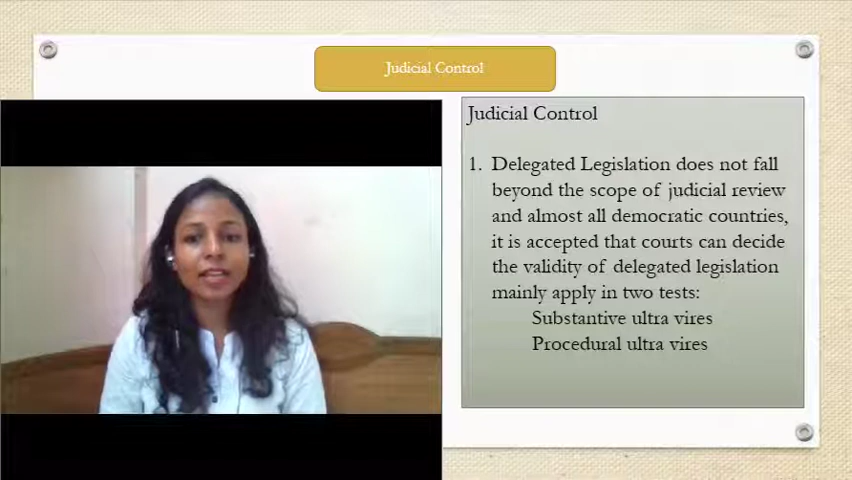 Judicial Control
Judicial Control
1. Delegated Legislation does not fall
beyond the scope of judicial review
and almost all democratic countries,
it is accepted that courts can decide
the validity of delegated legislation
mainly apply in two tests:
Substantive ultra vires
Procedural ultra vires